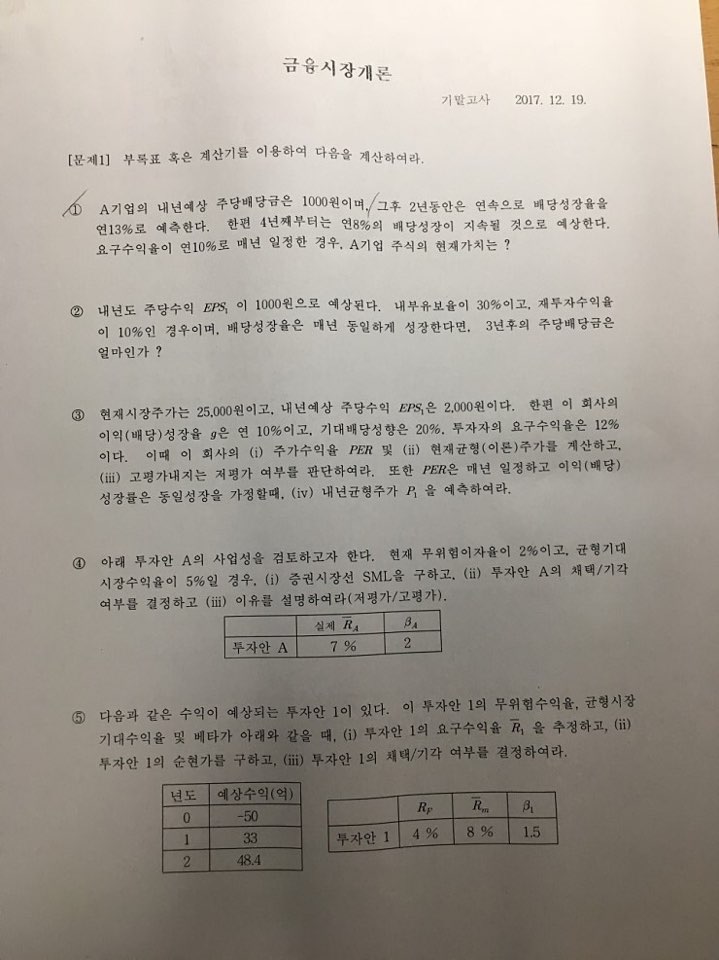 금융시장개론
기말고사 2017. 12. 19.
[문제1] 부록표 혹은 계산기를 이용하여 다음을 계산하여라.
① A기업의 내년예상 주당배당금은 1000원이며, 그후 2년동안은 연속으로 배당성장율을
연13%로 예측한다. 한편 4년째부터는 연8%의 배당성장이 지속될 것으로 예상한다.
요구수익율이 연10%로 매년 일정한 경우, A기업 주식의 현재가치는 ?
② 내년도 주당수익 EPS₁ 이 1000원으로 예상된다. 내부유보율이 30%이고, 재투자수익율
이 10%인 경우이며, 배당성장율은 매년 동일하게 성장한다면, 3년후의 주당배당금은
얼마인가 ?
③ 현재시장주가는 25,000원이고, 내년예상 주당수익 EPS₁은 2,000원이다. 한편 이 회사의
이익(배당)성장율 g은 연 10%이고, 기대배당성향은 20%, 투자자의 요구수익율은 12%
이다. 이때 이 회사의 (i) 주가수익율 PER 및 (ii) 현재균형(이론)주가를 계산하고,
(iii) 고평가내지는 저평가 여부를 판단하여라. 또한 PER은 매년 일정하고 이익(배당)
성장률은 동일성장을 가정할때, (iv) 내년균형주가 P₁ 을 예측하여라.
④ 아래 투자안 A의 사업성을 검토하고자 한다. 현재 무위험이자율이 2%이고, 균형기대
시장수익율이 5%일 경우, (i) 증권시장선 SML을 구하고, (ii) 투자안 A의 채택/기각
여부를 결정하고 (iii) 이유를 설명하여라(저평가/고평가).
실제 R̅_A β_A
투자안 A 7 % 2
⑤ 다음과 같은 수익이 예상되는 투자안 1이 있다. 이 투자안 1의 무위험수익율, 균형시장
기대수익율 및 베타가 아래와 같을 때, (i) 투자안 1의 요구수익율 R̅₁ 을 추정하고, (ii)
투자안 1의 순현가를 구하고, (iii) 투자안 1의 채택/기각 여부를 결정하여라.
년도 예상수익(억)
0 -50
1 33
2 48.4
R_F R̅_m β₁
투자안 1 4 % 8 % 1.5